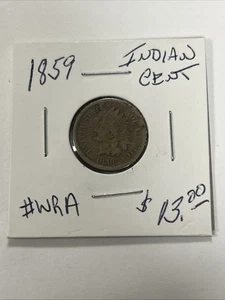 1859 — INDIAN
CENT
#WRA $13.00